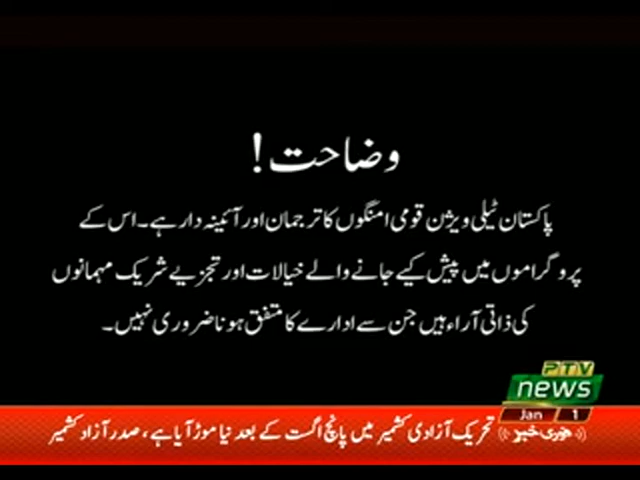 وضاحت!
پاکستان ٹیلی ویژن قومی امنگوں کا ترجمان اور آئینہ دار ہے۔ اس کے
پروگراموں میں پیش کیے جانے والے خیالات اور تجزیے شریک مہمانوں
کی ذاتی آراء ہیں جن سے ادارے کا متفق ہونا ضروری نہیں۔
PTV
news
Jan 1
فوری خبر
تحریک آزادی کشمیر میں پانچ اگست کے بعد نیا موڑ آیا ہے، صدر آزاد کشمیر